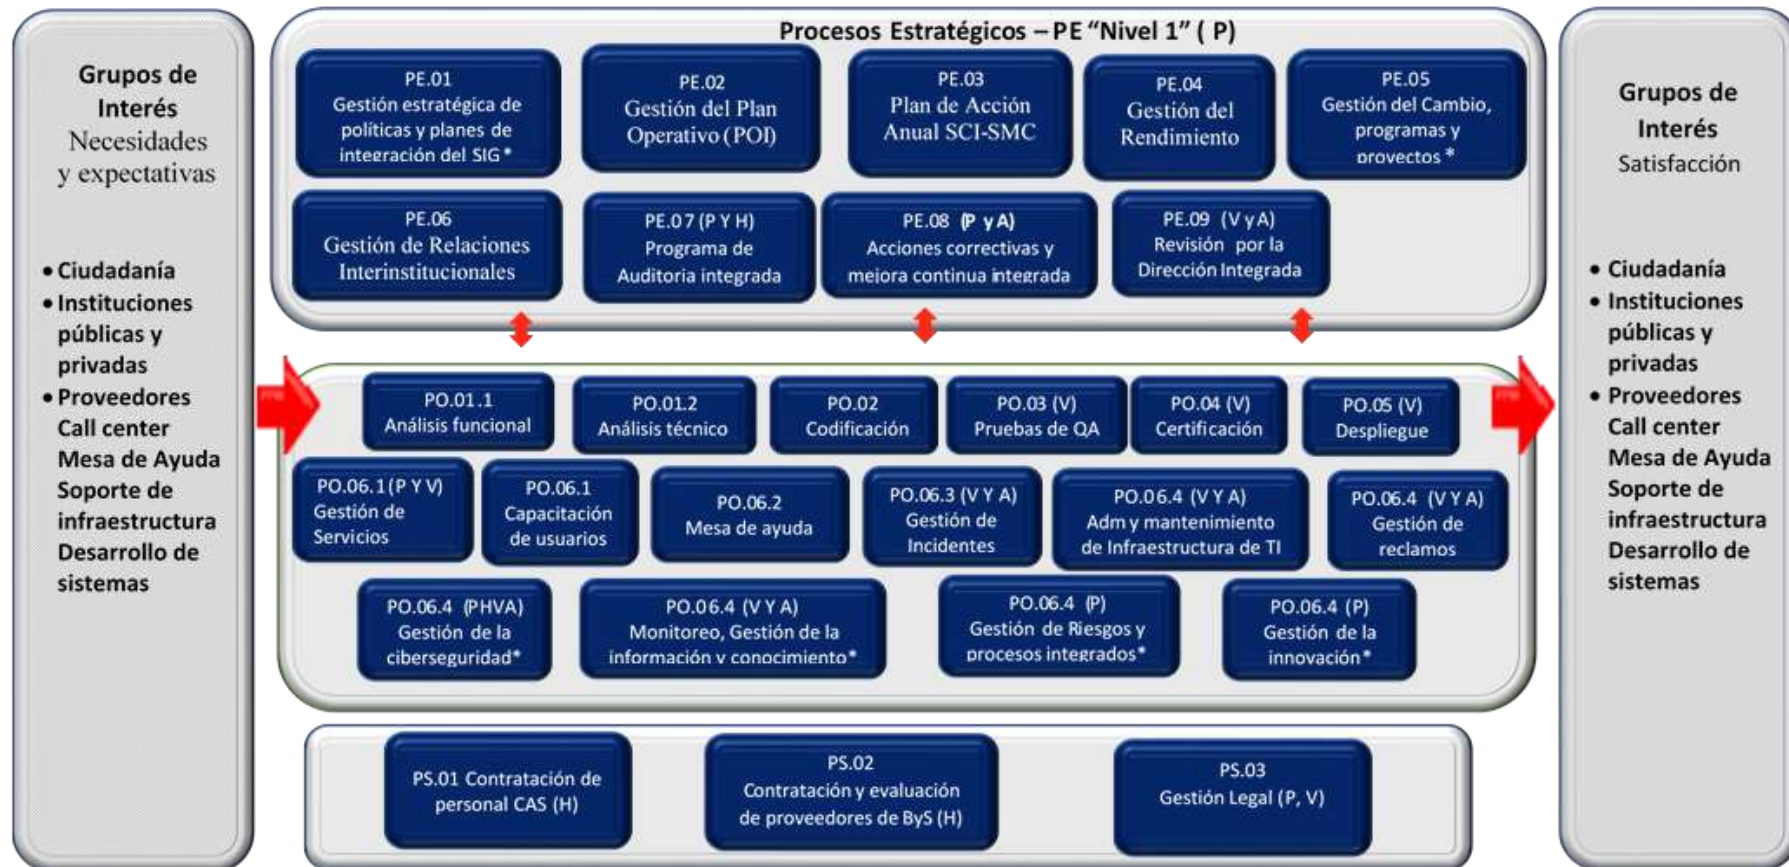 Procesos Estratégicos – PE "Nivel 1" ( P)
Grupos de
Interés
Necesidades
y expectativas
• Ciudadanía
• Instituciones
públicas y
privadas
• Proveedores
Call center
Mesa de Ayuda
Soporte de
infraestructura
Desarrollo de
sistemas
PE.01
Gestión estratégica de
políticas y planes de
integración del SIG*
PE.02
Gestión del Plan
Operativo (POI)
PE.03
Plan de Acción
Anual SCI-SMC
PE.04
Gestión del
Rendimiento
PE.05
Gestión del Cambio,
programas y
proyectos *
PE.06
Gestión de Relaciones
Interinstitucionales
PE.07 (P Y H)
Programa de
Auditoria integrada
PE.08 (P y A)
Acciones correctivas y
mejora continua integrada
PE.09 (V y A)
Revisión por la
Dirección Integrada
PO.01.1
Análisis funcional
PO.01.2
Análisis técnico
PO.02
Codificación
PO.03 (V)
Pruebas de QA
PO.04 (V)
Certificación
PO.05 (V)
Despliegue
PO.06.1 (P Y V)
Gestión de
Servicios
PO.06.1
Capacitación
de usuarios
PO.06.2
Mesa de ayuda
PO.06.3 (V Y A)
Gestión de
Incidentes
PO.06.4 (V Y A)
Adm y mantenimiento
de Infraestructura de TI
PO.06.4 (V Y A)
Gestión de
reclamos
PO.06.4 (PHVA)
Gestión de la
ciberseguridad*
PO.06.4 (V Y A)
Monitoreo, Gestión de la
información y conocimiento*
PO.06.4 (P)
Gestión de Riesgos y
procesos integrados*
PO.06.4 (P)
Gestión de la
innovación*
PS.01 Contratación de
personal CAS (H)
PS.02
Contratación y evaluación
de proveedores de ByS (H)
PS.03
Gestión Legal (P, V)
Grupos de
Interés
Satisfacción
• Ciudadanía
• Instituciones
públicas y
privadas
• Proveedores
Call center
Mesa de Ayuda
Soporte de
infraestructura
Desarrollo de
sistemas